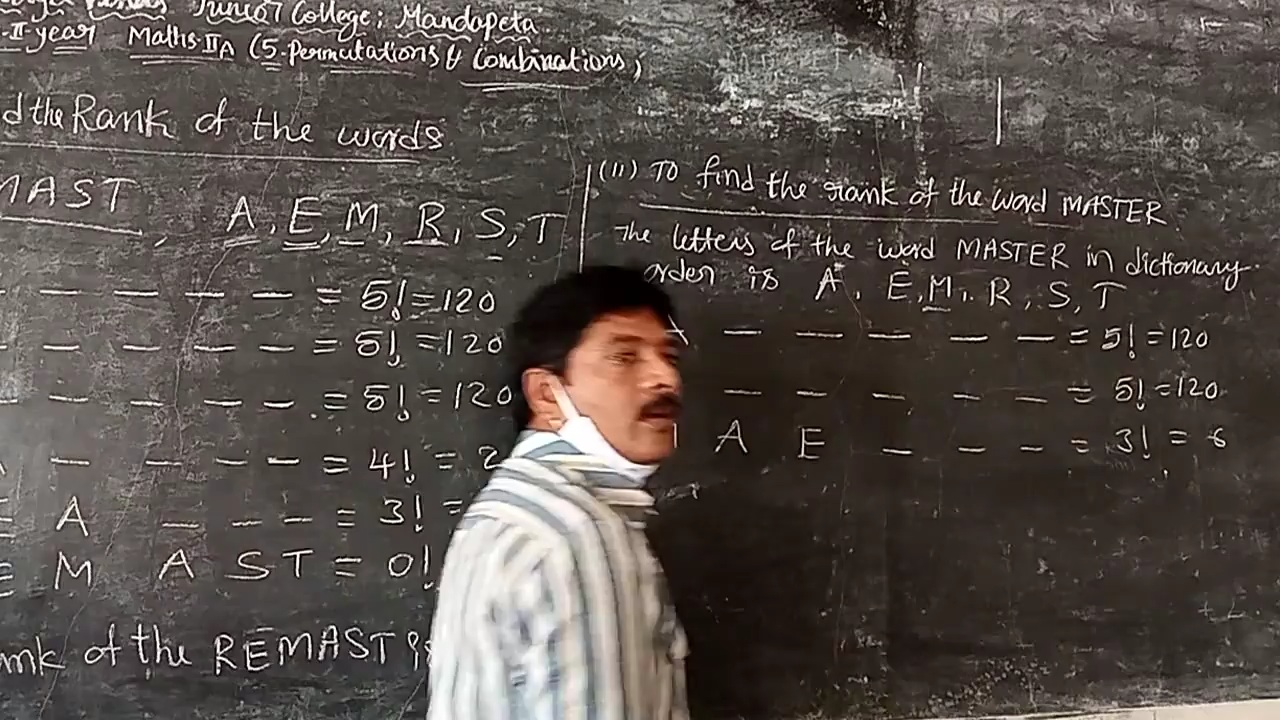 Junior College; Mandapeta.
-II-year Maths-IIA (5-Permutations & Combinations,
d the Rank of the words
MAST, A, E, M, R, S, T
— — — — — = 5! = 120
— — — — — = 5! = 120
— — — — — = 5! = 120
— — — — = 4! = 2
E A — — — = 3! =
E M A S T = 0!
ank of the REMAST is
(11) To find the rank of the word MASTER
The letters of the word MASTER in dictionary
order is A, E, M, R, S, T
A — — — — — = 5! = 120
— — — — — = 5! = 120
A E — — — = 3! = 6